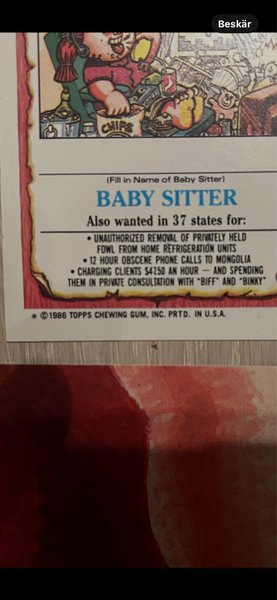 Beskär
CHIPS
(Fill in Name of Baby Sitter)
BABY SITTER
Also wanted in 37 states for:
• UNAUTHORIZED REMOVAL OF PRIVATELY HELD
FOWL FROM HOME REFRIGERATION UNITS
• 12 HOUR OBSCENE PHONE CALLS TO MONGOLIA
• CHARGING CLIENTS $47.50 AN HOUR — AND SPENDING
THEM IN PRIVATE CONSULTATION WITH "BIFF" AND "BINKY"
* ©1986 TOPPS CHEWING GUM, INC. PRTD. IN U.S.A.